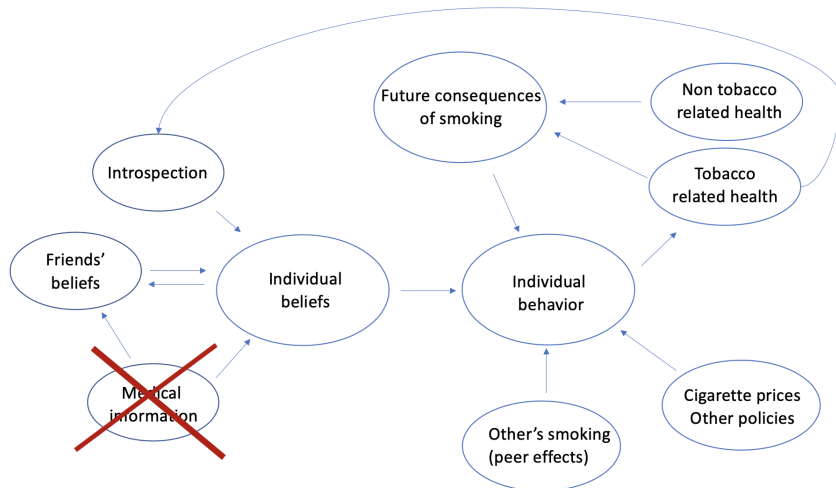 Future consequences
of smoking
Non tobacco
related health
Introspection
Tobacco
related health
Friends’
beliefs
Individual
beliefs
Individual
behavior
Medical
information
Cigarette prices
Other policies
Other’s smoking
(peer effects)